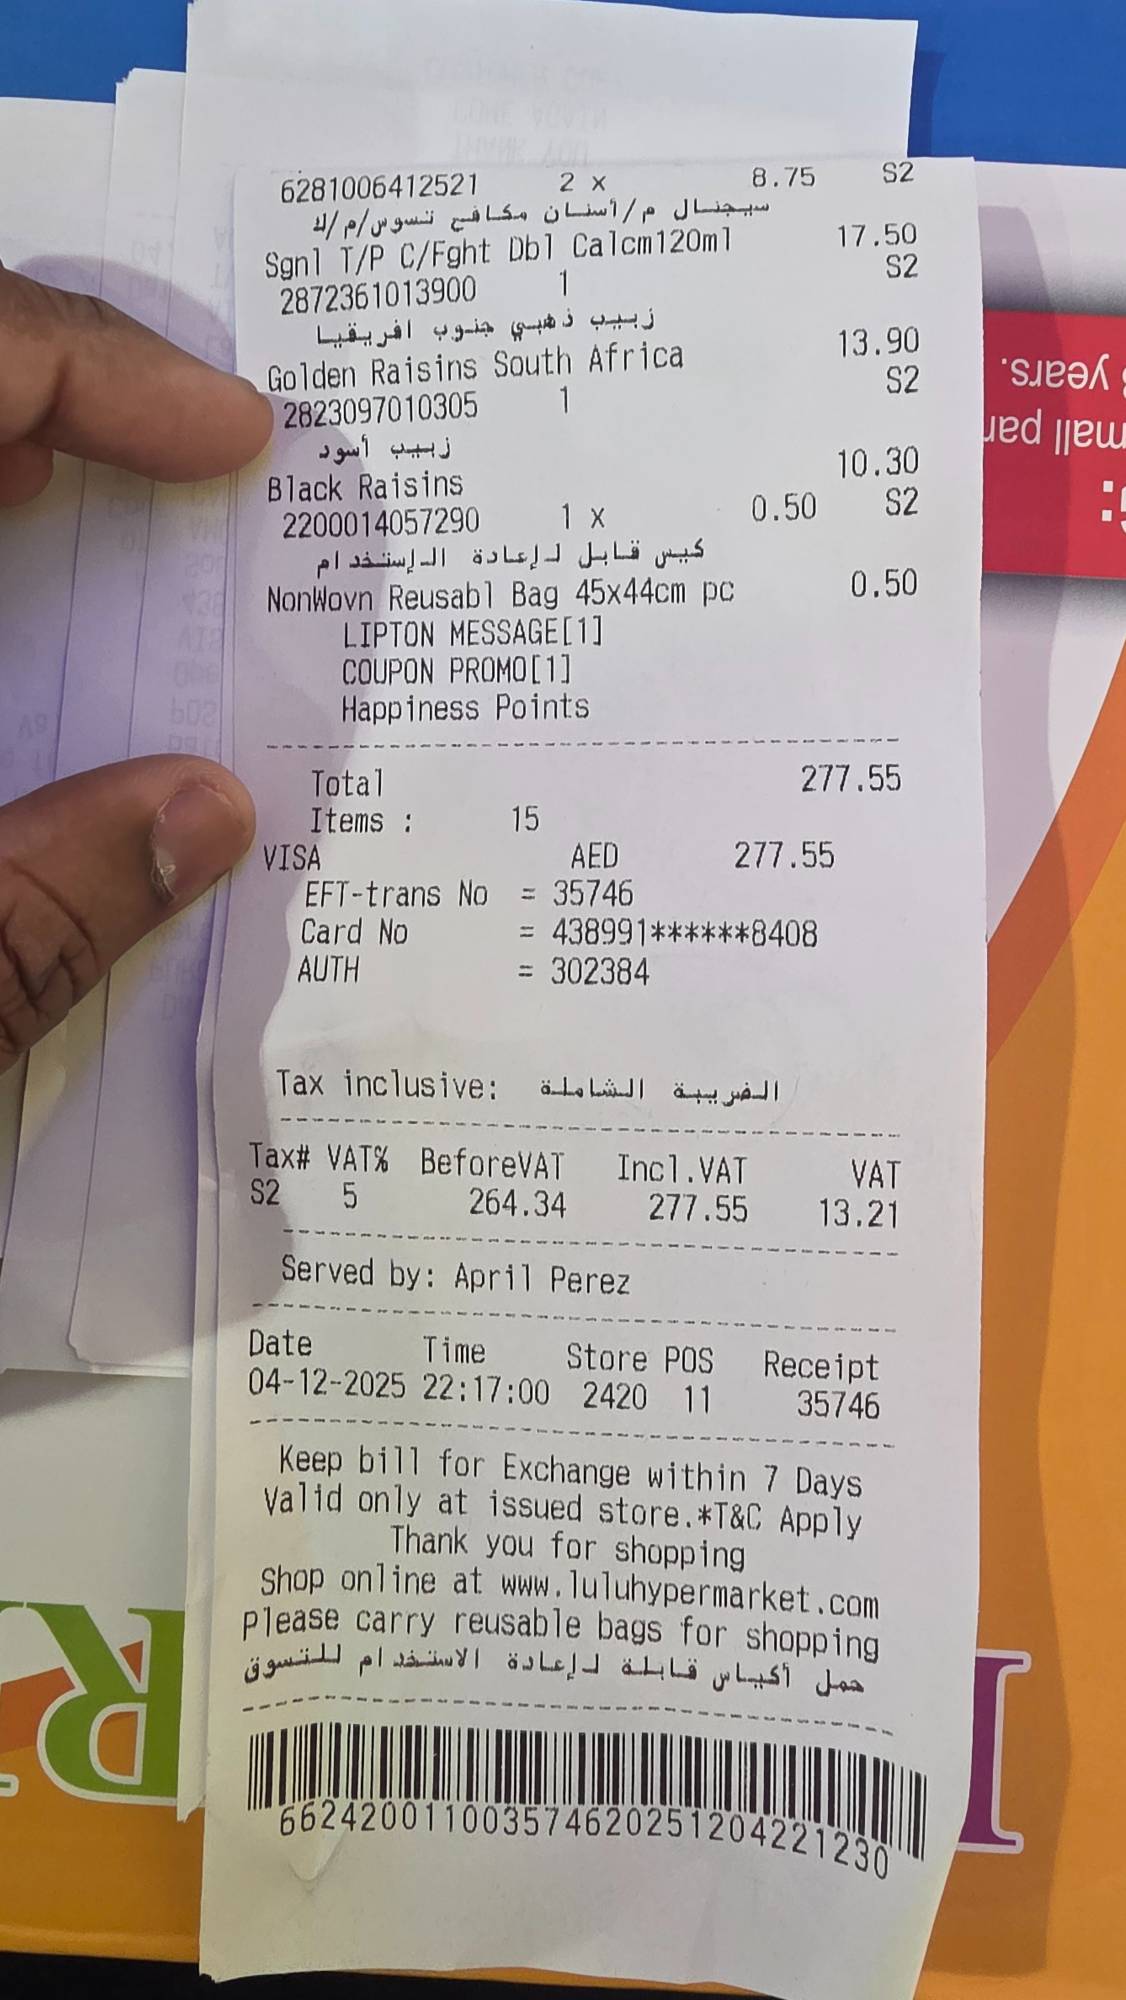 6281006412521 2 x 8.75 S2
سيجنال م/أسنان مكافح تسوس/م/ك
Sgnl T/P C/Fght Dbl Calcm120ml 17.50
2872361013900 1 S2
زبيب ذهبي جنوب افريقيا
Golden Raisins South Africa 13.90
2823097010305 1 S2
زبيب أسود
Black Raisins 10.30
2200014057290 1 x 0.50 S2
كيس قابل لإعادة الإستخدام
NonWovn Reusabl Bag 45x44cm pc 0.50
LIPTON MESSAGE[1]
COUPON PROMO[1]
Happiness Points
Total 277.55
Items : 15
VISA AED 277.55
EFT-trans No = 35746
Card No = 438991******8408
AUTH = 302384
Tax inclusive: الضريبة الشاملة
Tax# VAT% BeforeVAT Incl.VAT VAT
S2 5 264.34 277.55 13.21
Served by: April Perez
Date Time Store POS Receipt
04-12-2025 22:17:00 2420 11 35746
Keep bill for Exchange within 7 Days
Valid only at issued store.*T&C Apply
Thank you for shopping
Shop online at www.luluhypermarket.com
Please carry reusable bags for shopping
حمل أكياس قابلة لإعادة الاستخدام للتسوق
662420011003574620251204221230
years.
mall par
R